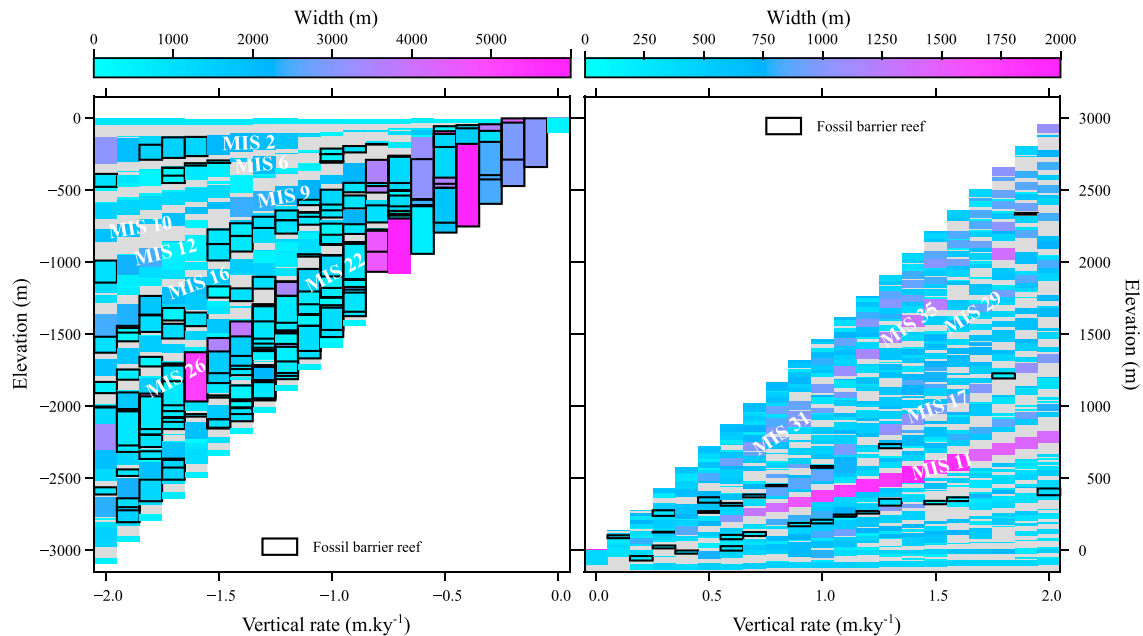 Width (m)
0 1000 2000 3000 4000 5000
Width (m)
0 250 500 750 1000 1250 1500 1750 2000
Elevation (m)
0
−500
−1000
−1500
−2000
−2500
−3000
MIS 2
MIS 6
MIS 9
MIS 10
MIS 12
MIS 16
MIS 22
MIS 26
Fossil barrier reef
−2.0 −1.5 −1.0 −0.5 0.0
Vertical rate (m.ky⁻¹)
Fossil barrier reef
MIS 35
MIS 29
MIS 17
MIS 31
MIS 11
3000
2500
2000
1500
1000
500
0
Elevation (m)
0.0 0.5 1.0 1.5 2.0
Vertical rate (m.ky⁻¹)